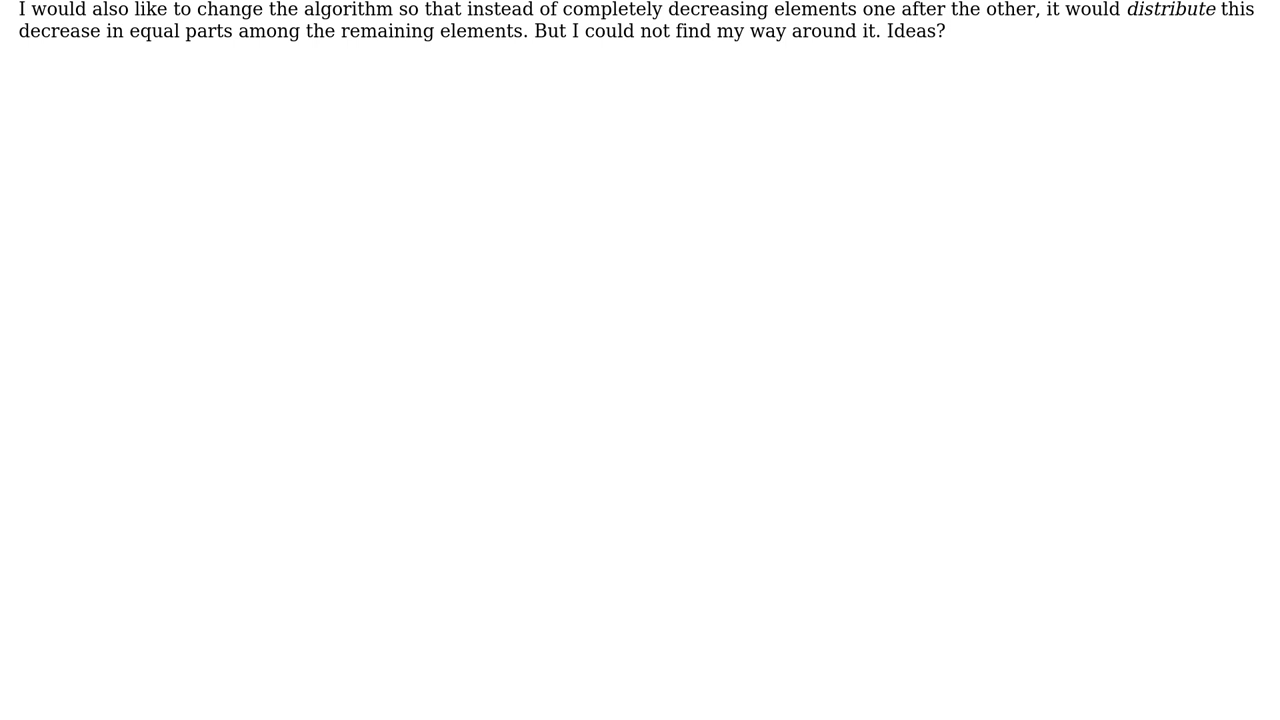 I would also like to change the algorithm so that instead of completely decreasing elements one after the other, it would distribute this
decrease in equal parts among the remaining elements. But I could not find my way around it. Ideas?